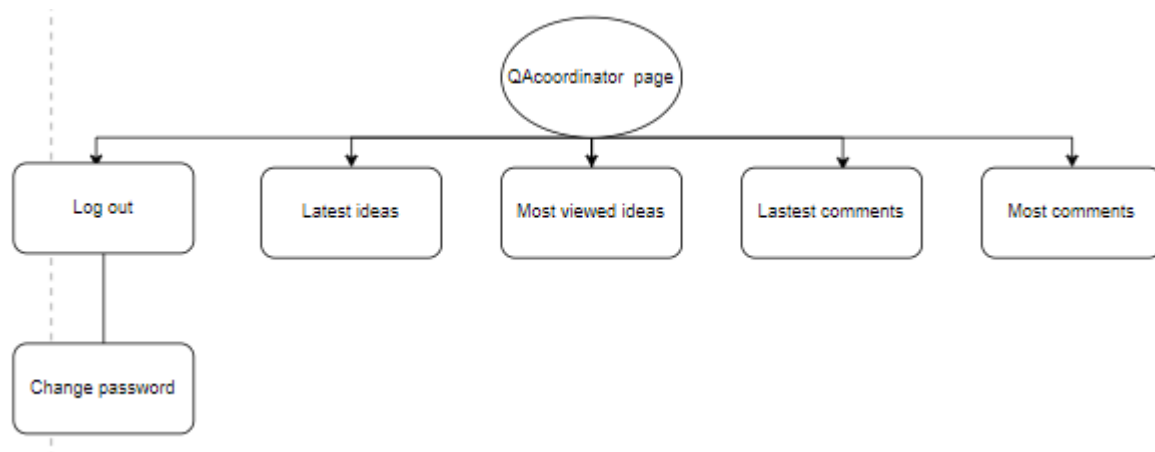 QAcoordinator page
Log out
Latest ideas
Most viewed ideas
Lastest comments
Most comments
Change password